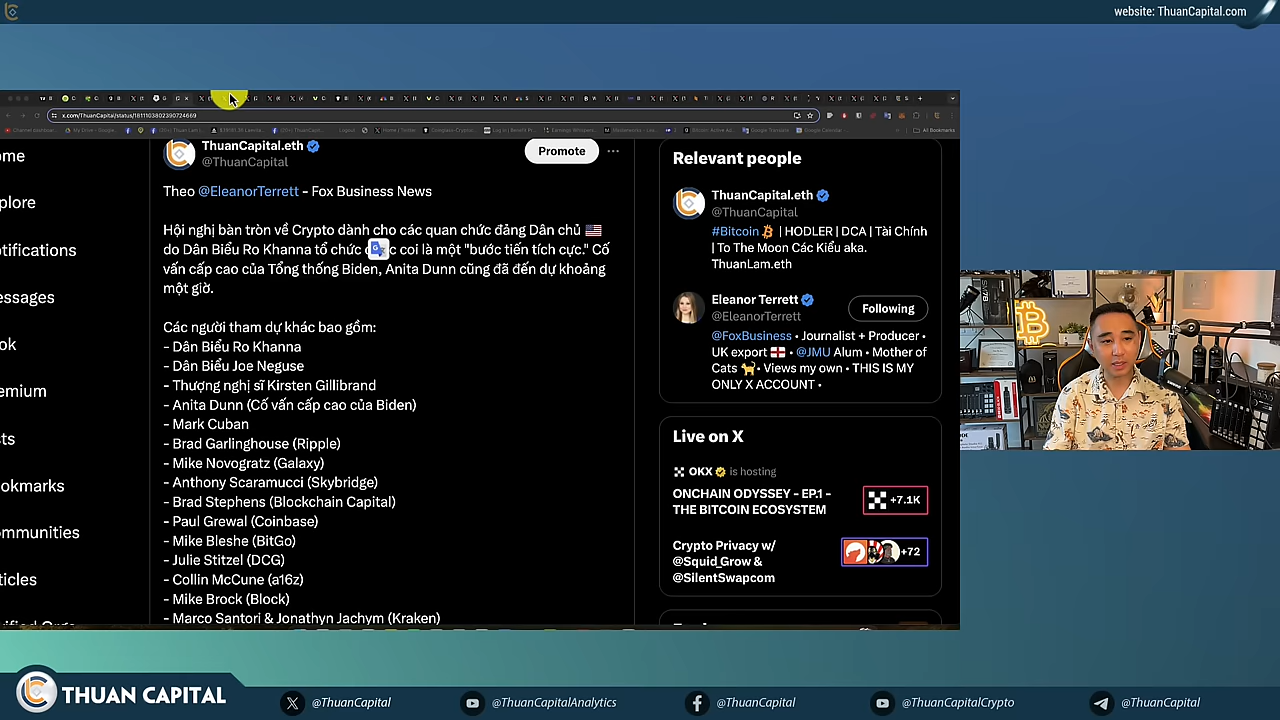 website: ThuanCapital.com
x.com/ThuanCapital/status/1811103802390724669
All Bookmarks
ThuanCapital.eth
@ThuanCapital
Promote
Theo @EleanorTerrett - Fox Business News
Hội nghị bàn tròn về Crypto dành cho các quan chức đảng Dân chủ 🇺🇸
do Dân Biểu Ro Khanna tổ chức c coi là một "bước tiến tích cực." Cố
vấn cấp cao của Tổng thống Biden, Anita Dunn cũng đã đến dự khoảng
một giờ.
Các người tham dự khác bao gồm:
- Dân Biểu Ro Khanna
- Dân Biểu Joe Neguse
- Thượng nghị sĩ Kirsten Gillibrand
- Anita Dunn (Cố vấn cấp cao của Biden)
- Mark Cuban
- Brad Garlinghouse (Ripple)
- Mike Novogratz (Galaxy)
- Anthony Scaramucci (Skybridge)
- Brad Stephens (Blockchain Capital)
- Paul Grewal (Coinbase)
- Mike Bleshe (BitGo)
- Julie Stitzel (DCG)
- Collin McCune (a16z)
- Mike Brock (Block)
- Marco Santori & Jonathyn Jachym (Kraken)
ome
plore
tifications
essages
ok
emium
sts
okmarks
mmunities
ticles
Relevant people
ThuanCapital.eth
@ThuanCapital
#Bitcoin | HODLER | DCA | Tài Chính
| To The Moon Các Kiểu aka.
ThuanLam.eth
Eleanor Terrett
@EleanorTerrett
Following
@FoxBusiness • Journalist + Producer •
UK export 🏴󠁧󠁢󠁥󠁮󠁧󠁿 • @JMU Alum • Mother of
Cats 🐈 • Views my own • THIS IS MY
ONLY X ACCOUNT •
Live on X
OKX is hosting
ONCHAIN ODYSSEY - EP.1 -
THE BITCOIN ECOSYSTEM
+7.1K
Crypto Privacy w/
@Squid_Grow &
@SilentSwapcom
+72
THUAN CAPITAL
@ThuanCapital
@ThuanCapitalAnalytics
@ThuanCapital
@ThuanCapitalCrypto
@ThuanCapital